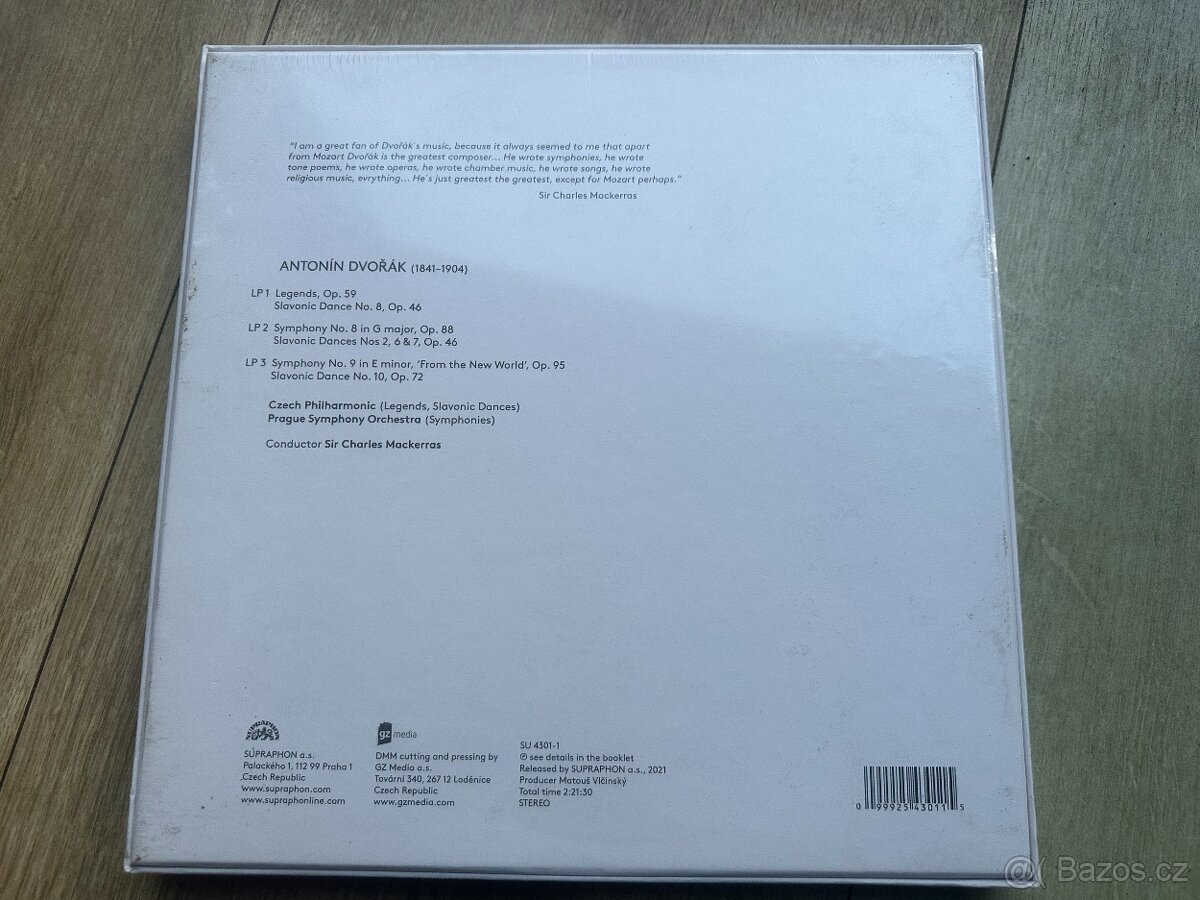 "I am a great fan of Dvořák's music, because it always seemed to me that apart
from Mozart Dvořák is the greatest composer... He wrote symphonies, he wrote
tone poems, he wrote operas, he wrote chamber music, he wrote songs, he wrote
religious music, evrything... He's just greatest the greatest, except for Mozart perhaps."
Sir Charles Mackerras
ANTONÍN DVOŘÁK (1841–1904)
LP 1 Legends, Op. 59
Slavonic Dance No. 8, Op. 46
LP 2 Symphony No. 8 in G major, Op. 88
Slavonic Dances Nos 2, 6 & 7, Op. 46
LP 3 Symphony No. 9 in E minor, 'From the New World', Op. 95
Slavonic Dance No. 10, Op. 72
Czech Philharmonic (Legends, Slavonic Dances)
Prague Symphony Orchestra (Symphonies)
Conductor Sir Charles Mackerras
SUPRAPHON
SUPRAPHON a.s.
Palackého 1, 112 99 Praha 1
Czech Republic
www.supraphon.com
www.supraphonline.com
gz media
DMM cutting and pressing by
GZ Media a.s.
Tovární 340, 267 12 Loděnice
Czech Republic
www.gzmedia.com
SU 4301-1
℗ see details in the booklet
Released by SUPRAPHON a.s., 2021
Producer Matouš Vlčinský
Total time 2:21:30
STEREO
0 99925 43011 5
Bazos.cz